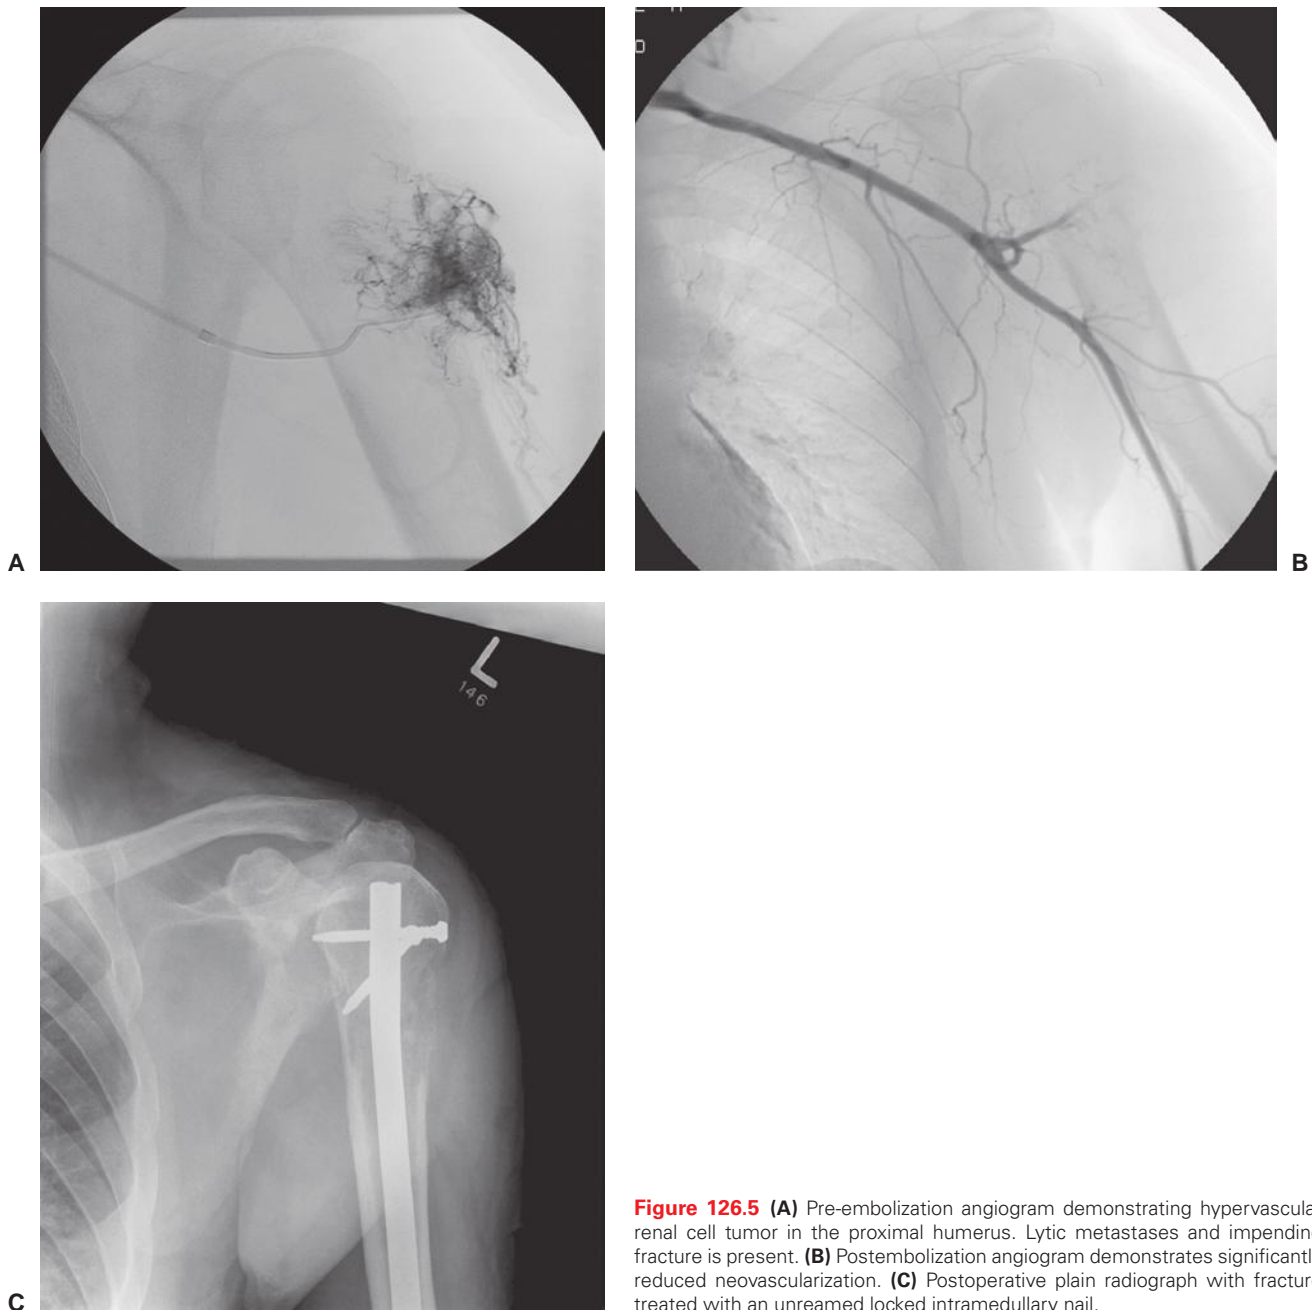 A
B
L
146
C
Figure 126.5 (A) Pre-embolization angiogram demonstrating hypervascula
renal cell tumor in the proximal humerus. Lytic metastases and impendin
fracture is present. (B) Postembolization angiogram demonstrates significantl
reduced neovascularization. (C) Postoperative plain radiograph with fractur
treated with an unreamed locked intramedullary nail.